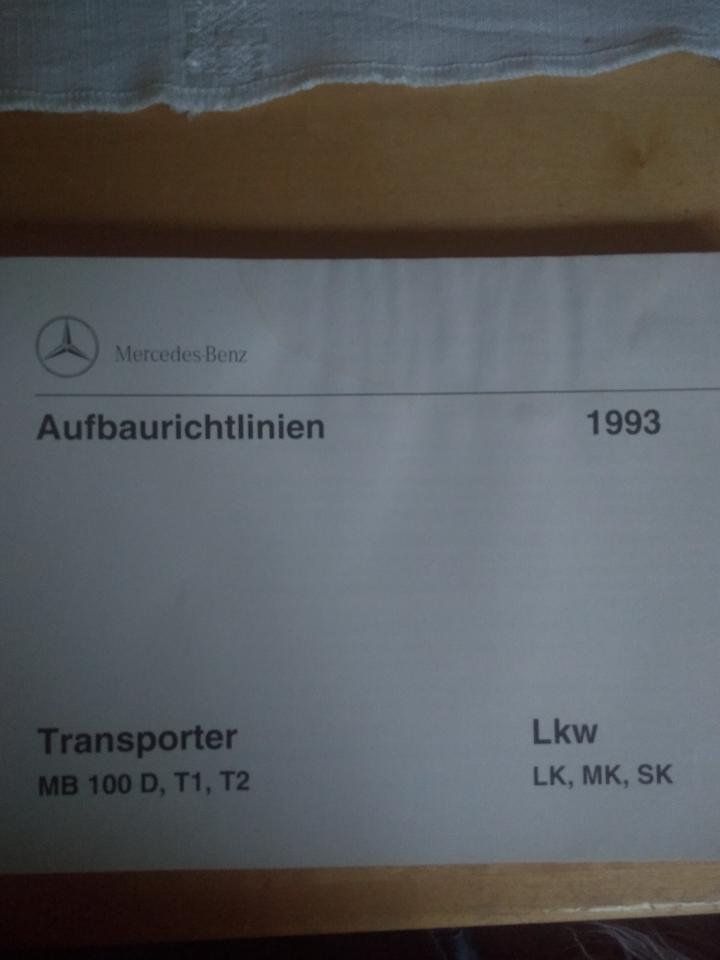 Mercedes-Benz
Aufbaurichtlinien 1993
Transporter
MB 100 D, T1, T2
Lkw
LK, MK, SK